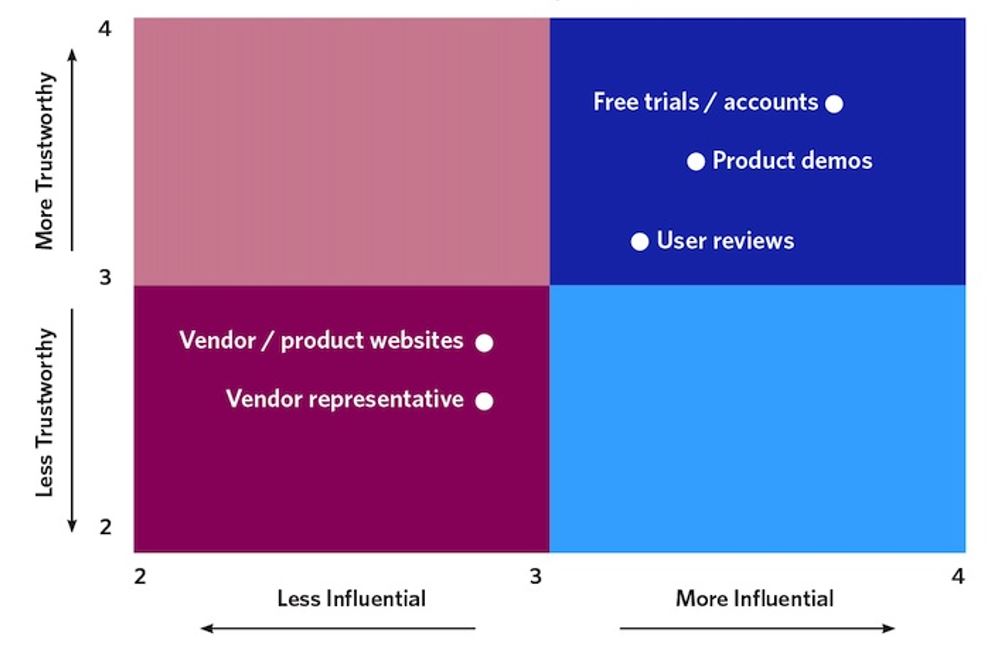 4
More Trustworthy
Free trials / accounts
Product demos
User reviews
3
Less Trustworthy
Vendor / product websites
Vendor representative
2
2
3
4
Less Influential
More Influential